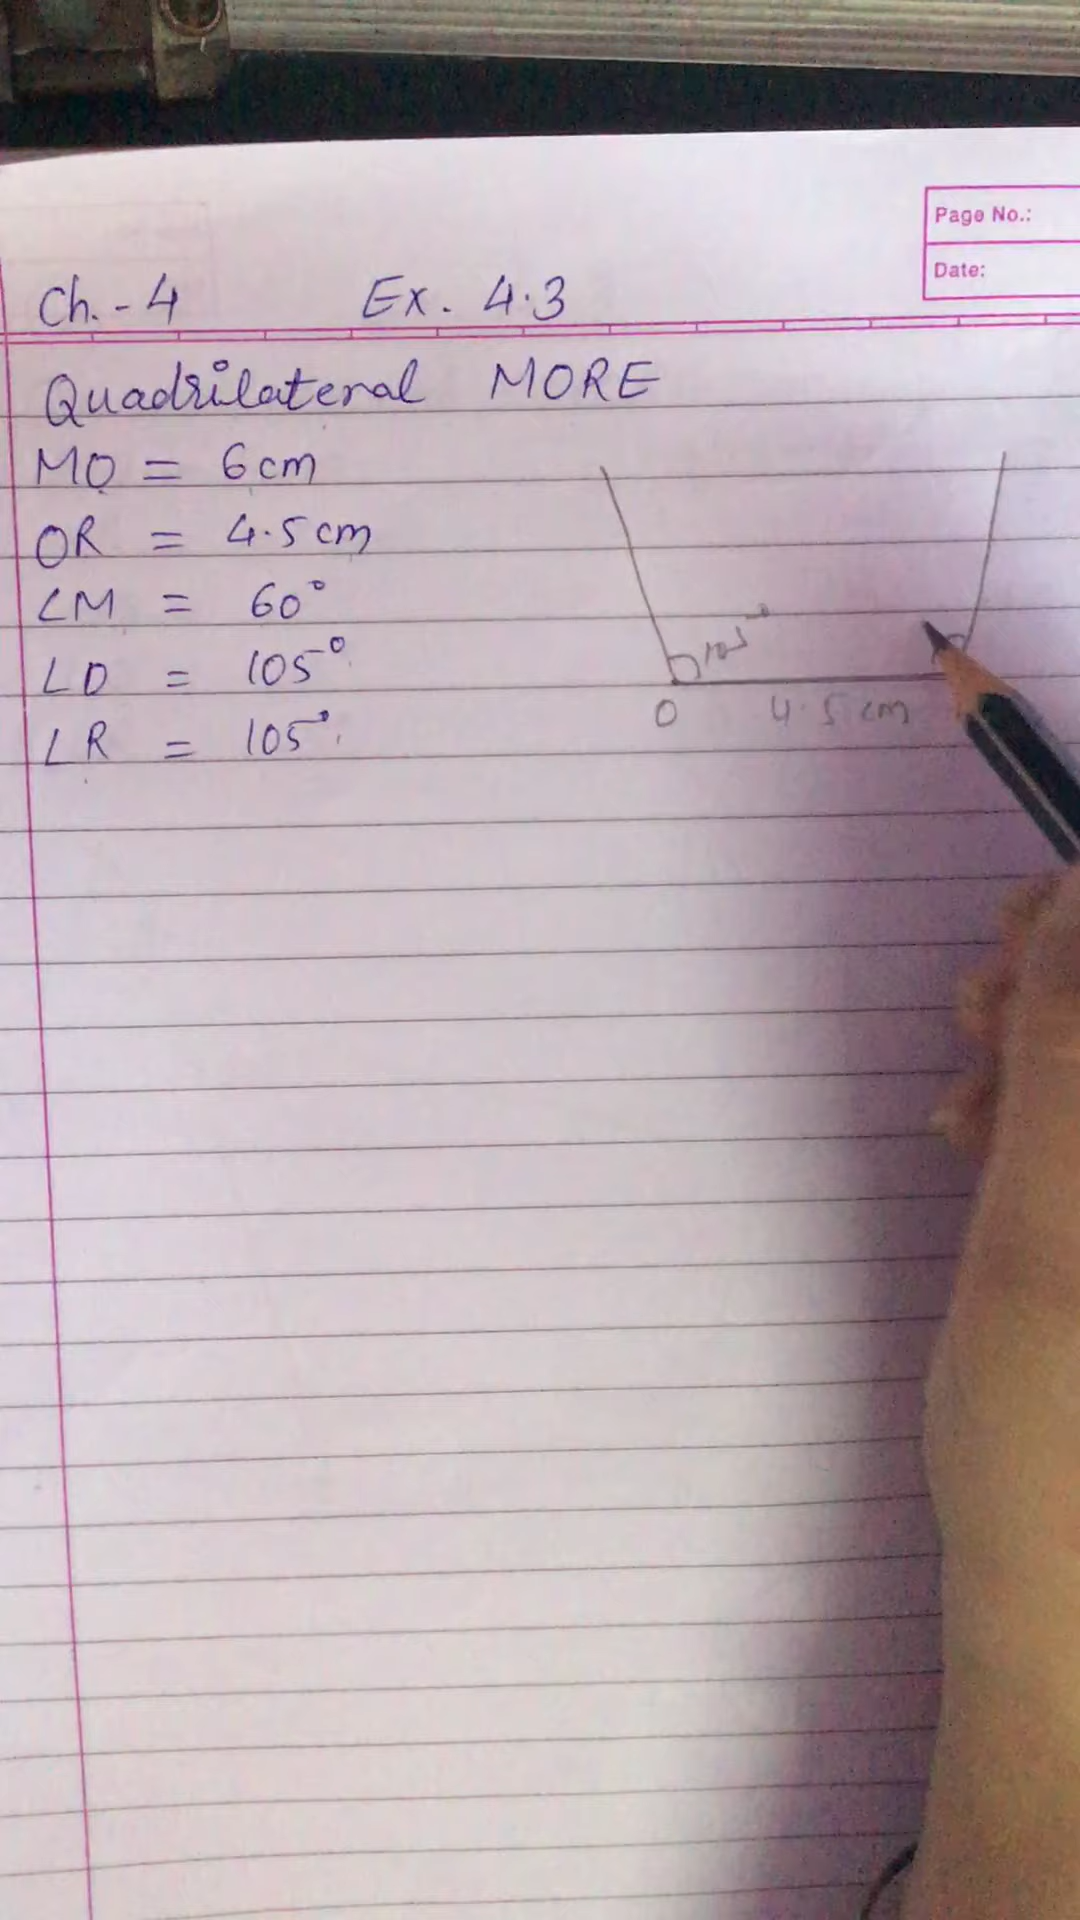 Page No.:
Date:
Ch. - 4 Ex. 4.3
Quadrilateral MORE
MO = 6 cm
OR = 4.5 cm
∠M = 60°
∠O = 105°
∠R = 105°
105°
O 4.5 cm